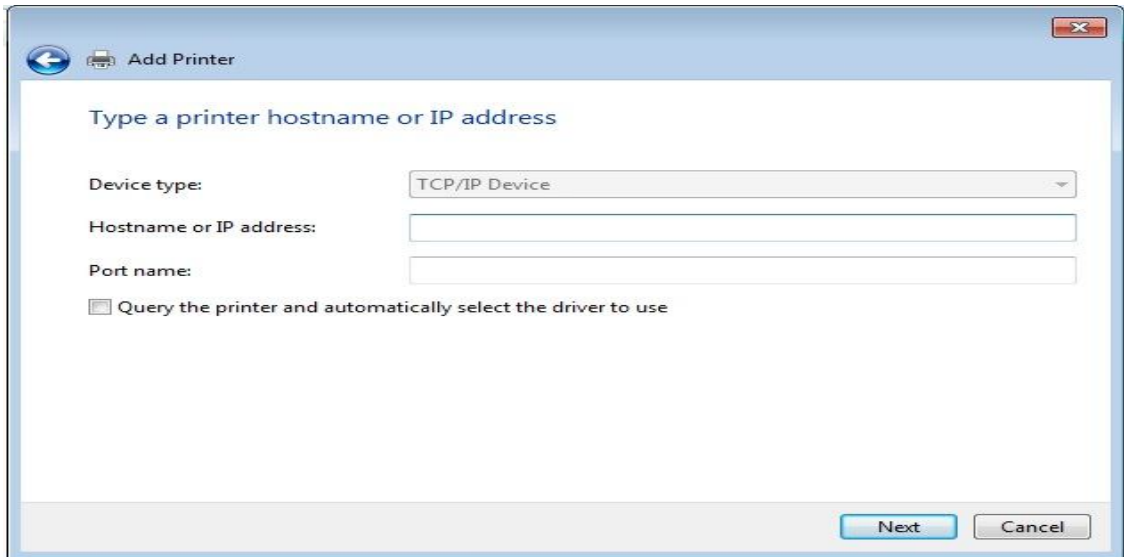 Add Printer
Type a printer hostname or IP address
Device type: TCP/IP Device
Hostname or IP address:
Port name:
Query the printer and automatically select the driver to use
Next Cancel